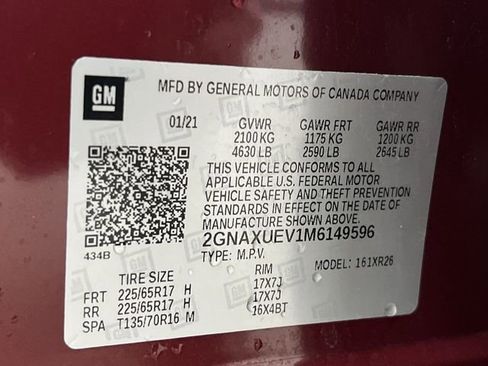 GM
MFD BY GENERAL MOTORS OF CANADA COMPANY
01/21 GVWR GAWR FRT GAWR RR
2100 KG 1175 KG 1200 KG
4630 LB 2590 LB 2645 LB
THIS VEHICLE CONFORMS TO ALL
APPLICABLE U.S. FEDERAL MOTOR
VEHICLE SAFETY AND THEFT PREVENTION
STANDARDS IN EFFECT ON THE DATE OF
MANUFACTURE SHOWN ABOVE.
434B 2GNAXUEV1M6149596
TYPE: M.P.V. MODEL: 161XR26
TIRE SIZE RIM
FRT 225/65R17 H 17X7J
RR 225/65R17 H 17X7J
SPA T135/70R16 M 16X4BT